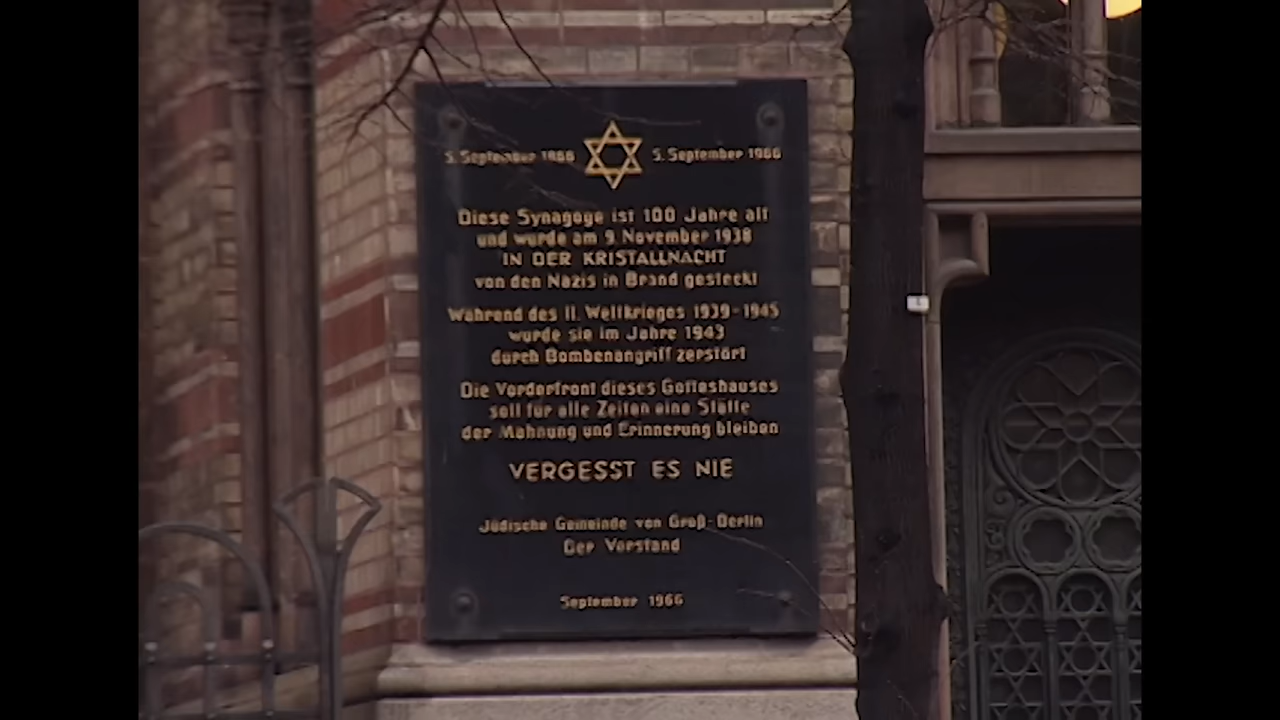 5. September 1866 5. September 1966
Diese Synagoge ist 100 Jahre alt
und wurde am 9. November 1938
IN DER KRISTALLNACHT
von den Nazis in Brand gesteckt
Während des II. Weltkrieges 1939-1945
wurde sie im Jahre 1943
durch Bombenangriff zerstört
Die Vorderfront dieses Gotteshauses
soll für alle Zeiten eine Stätte
der Mahnung und Erinnerung bleiben
VERGESST ES NIE
Jüdische Gemeinde von Groß-Berlin
Der Vorstand
September 1966